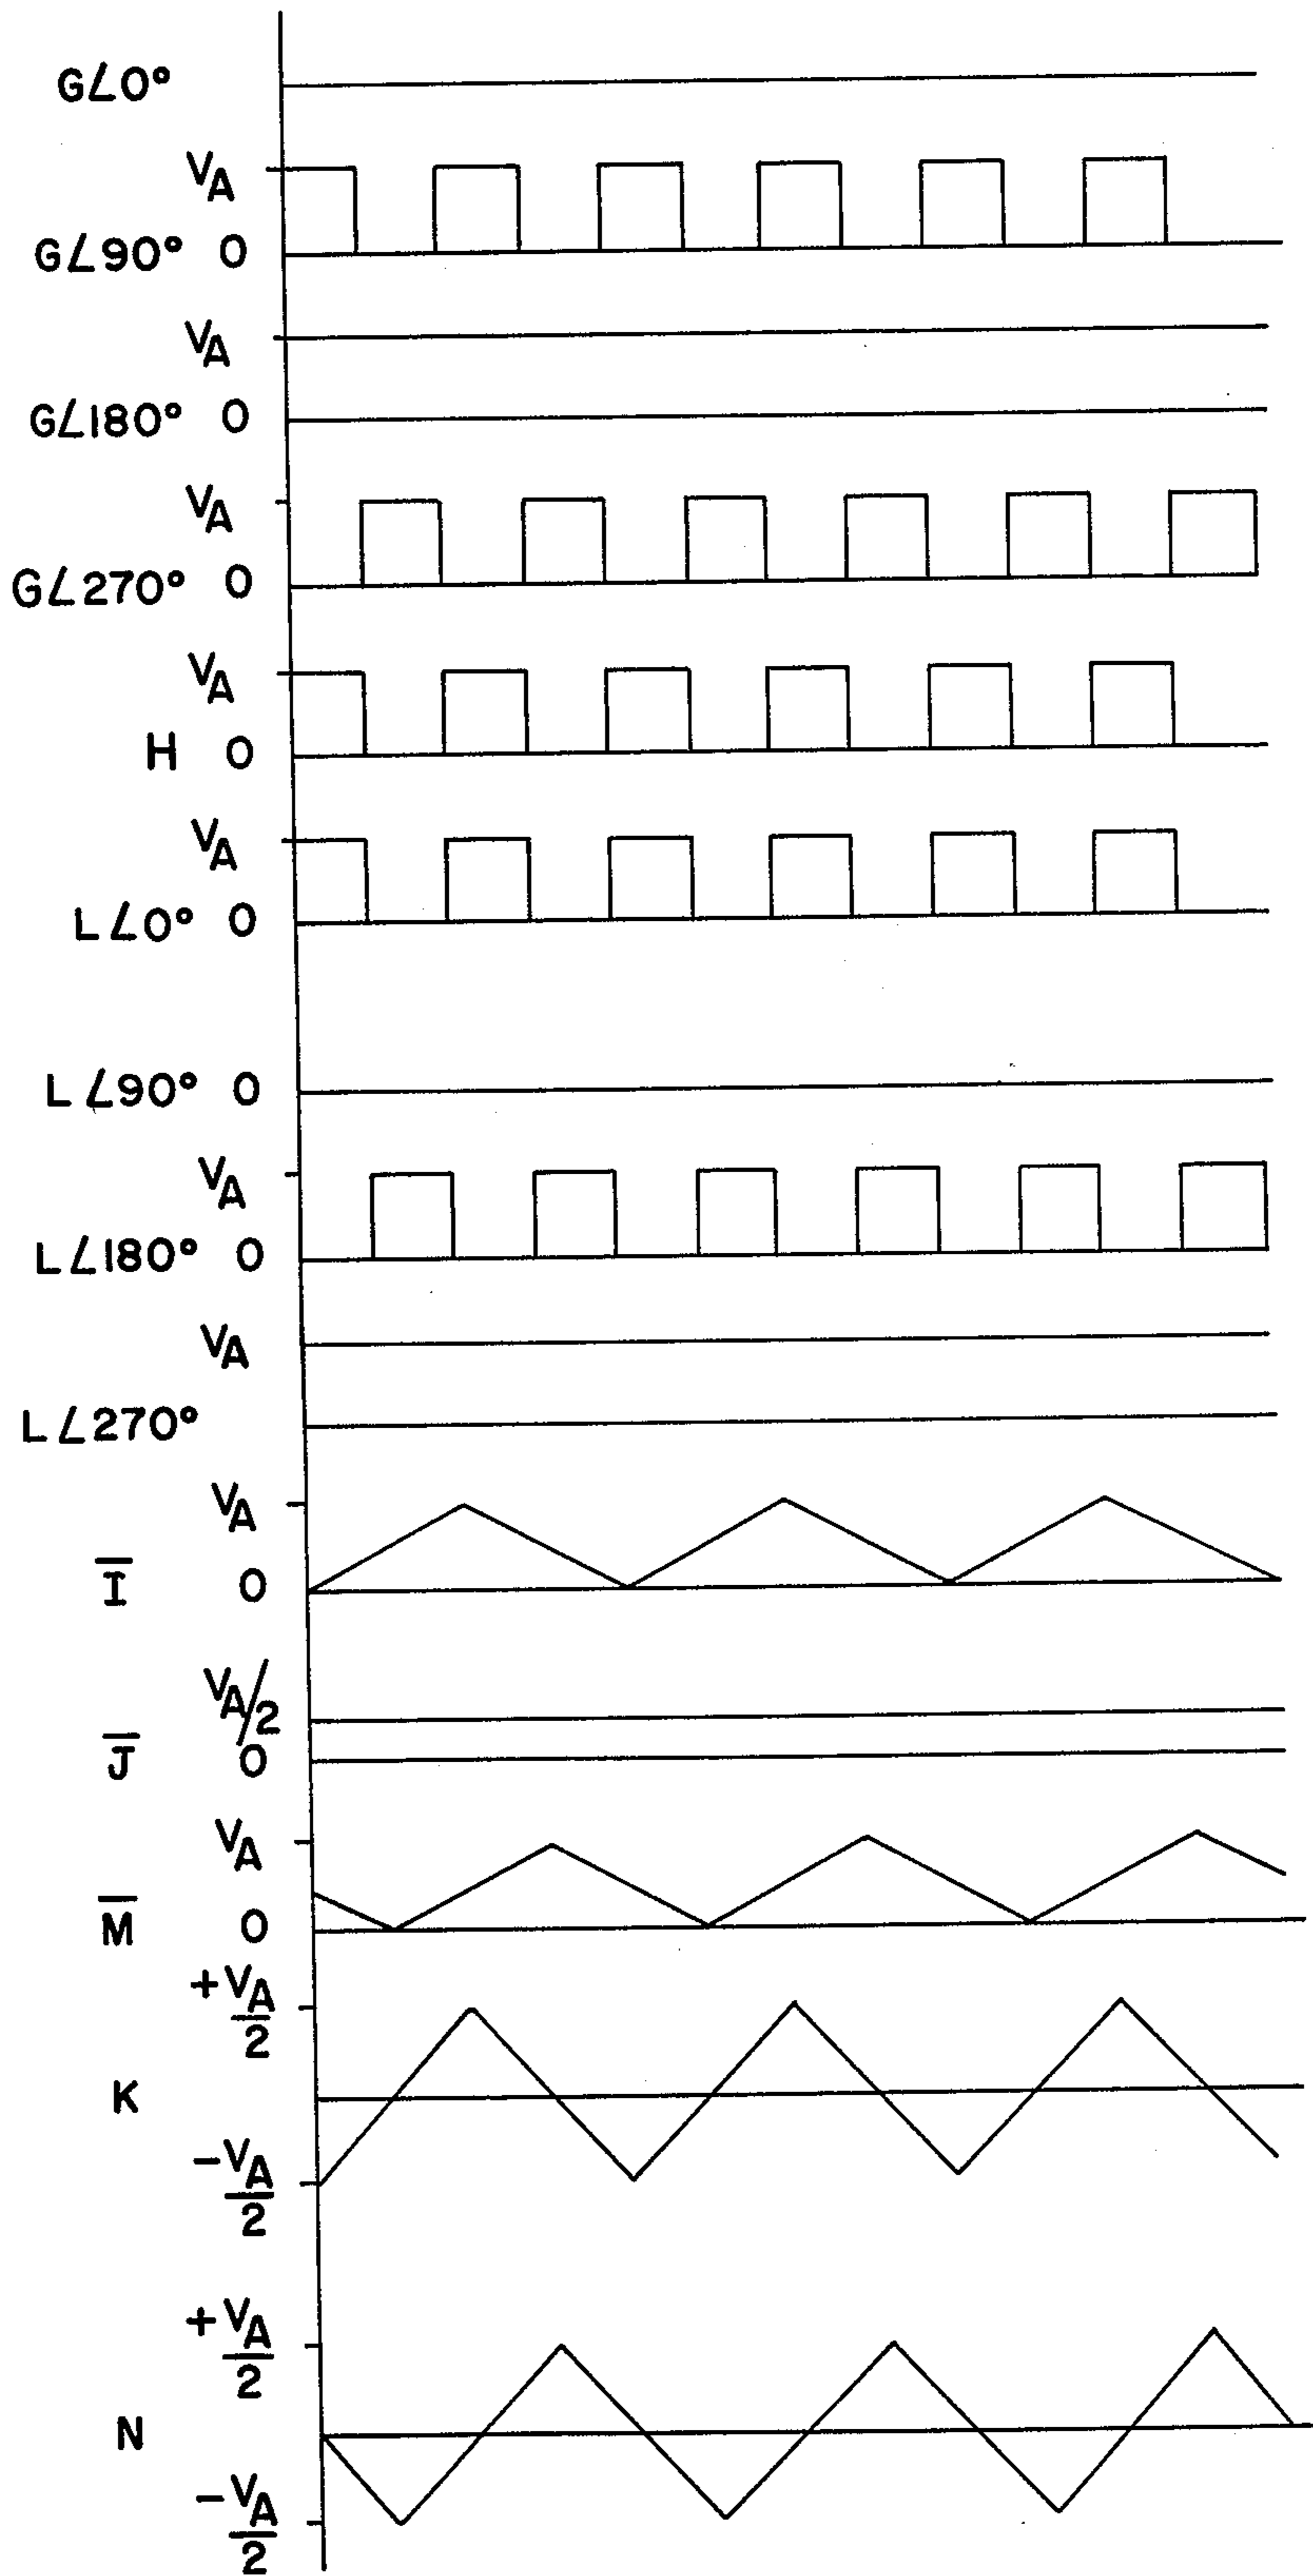 G∠0°
VA
G∠90° 0
VA
G∠180° 0
VA
G∠270° 0
VA
H 0
VA
L∠0° 0
L∠90° 0
VA
L∠180° 0
VA
L∠270°
VA
I̅ 0
VA/2
J̅ 0
VA
M̅ 0
+VA/2
K
-VA/2
+VA/2
N
-VA/2